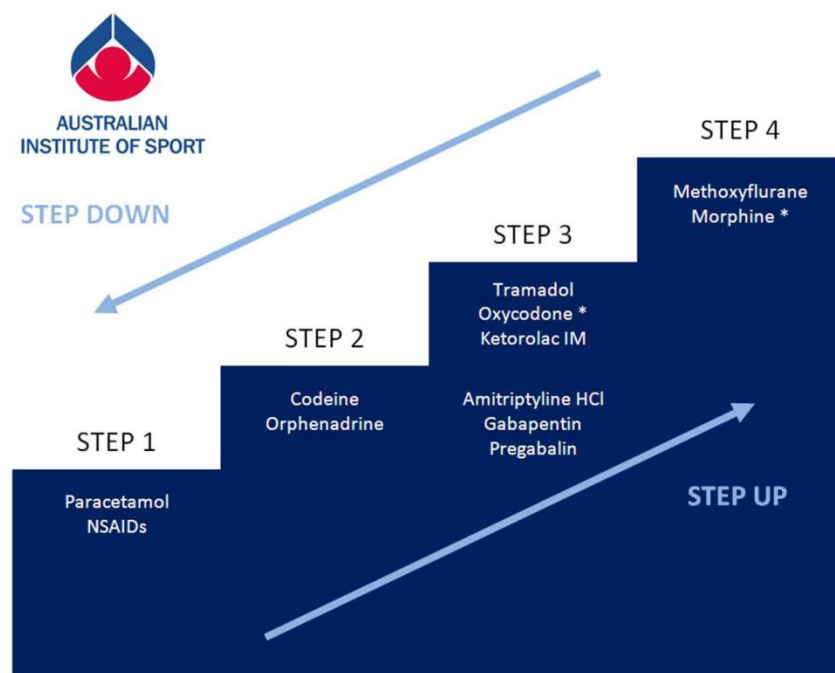 AUSTRALIAN
INSTITUTE OF SPORT
STEP DOWN
STEP 4
Methoxyflurane
Morphine *
STEP 3
Tramadol
Oxycodone *
Ketorolac IM
Amitriptyline HCl
Gabapentin
Pregabalin
STEP 2
Codeine
Orphenadrine
STEP 1
Paracetamol
NSAIDs
STEP UP